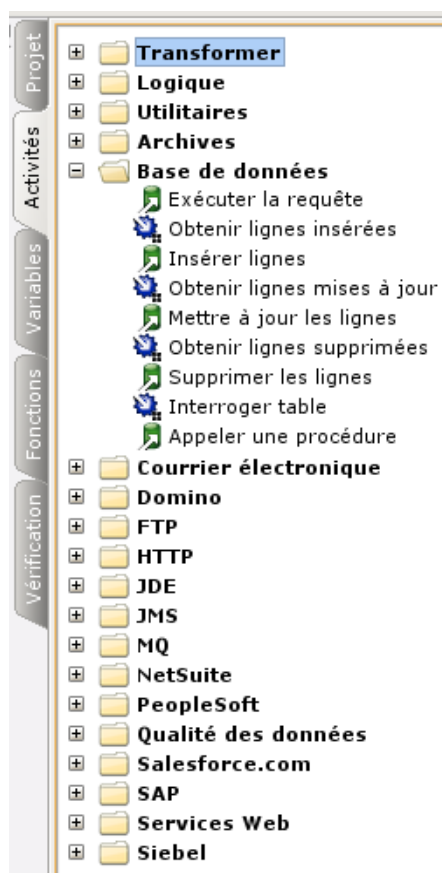 Projet
Activités
Variables
Fonctions
Vérification
Transformer
Logique
Utilitaires
Archives
Base de données
Exécuter la requête
Obtenir lignes insérées
Insérer lignes
Obtenir lignes mises à jour
Mettre à jour les lignes
Obtenir lignes supprimées
Supprimer les lignes
Interroger table
Appeler une procédure
Courrier électronique
Domino
FTP
HTTP
JDE
JMS
MQ
NetSuite
PeopleSoft
Qualité des données
Salesforce.com
SAP
Services Web
Siebel